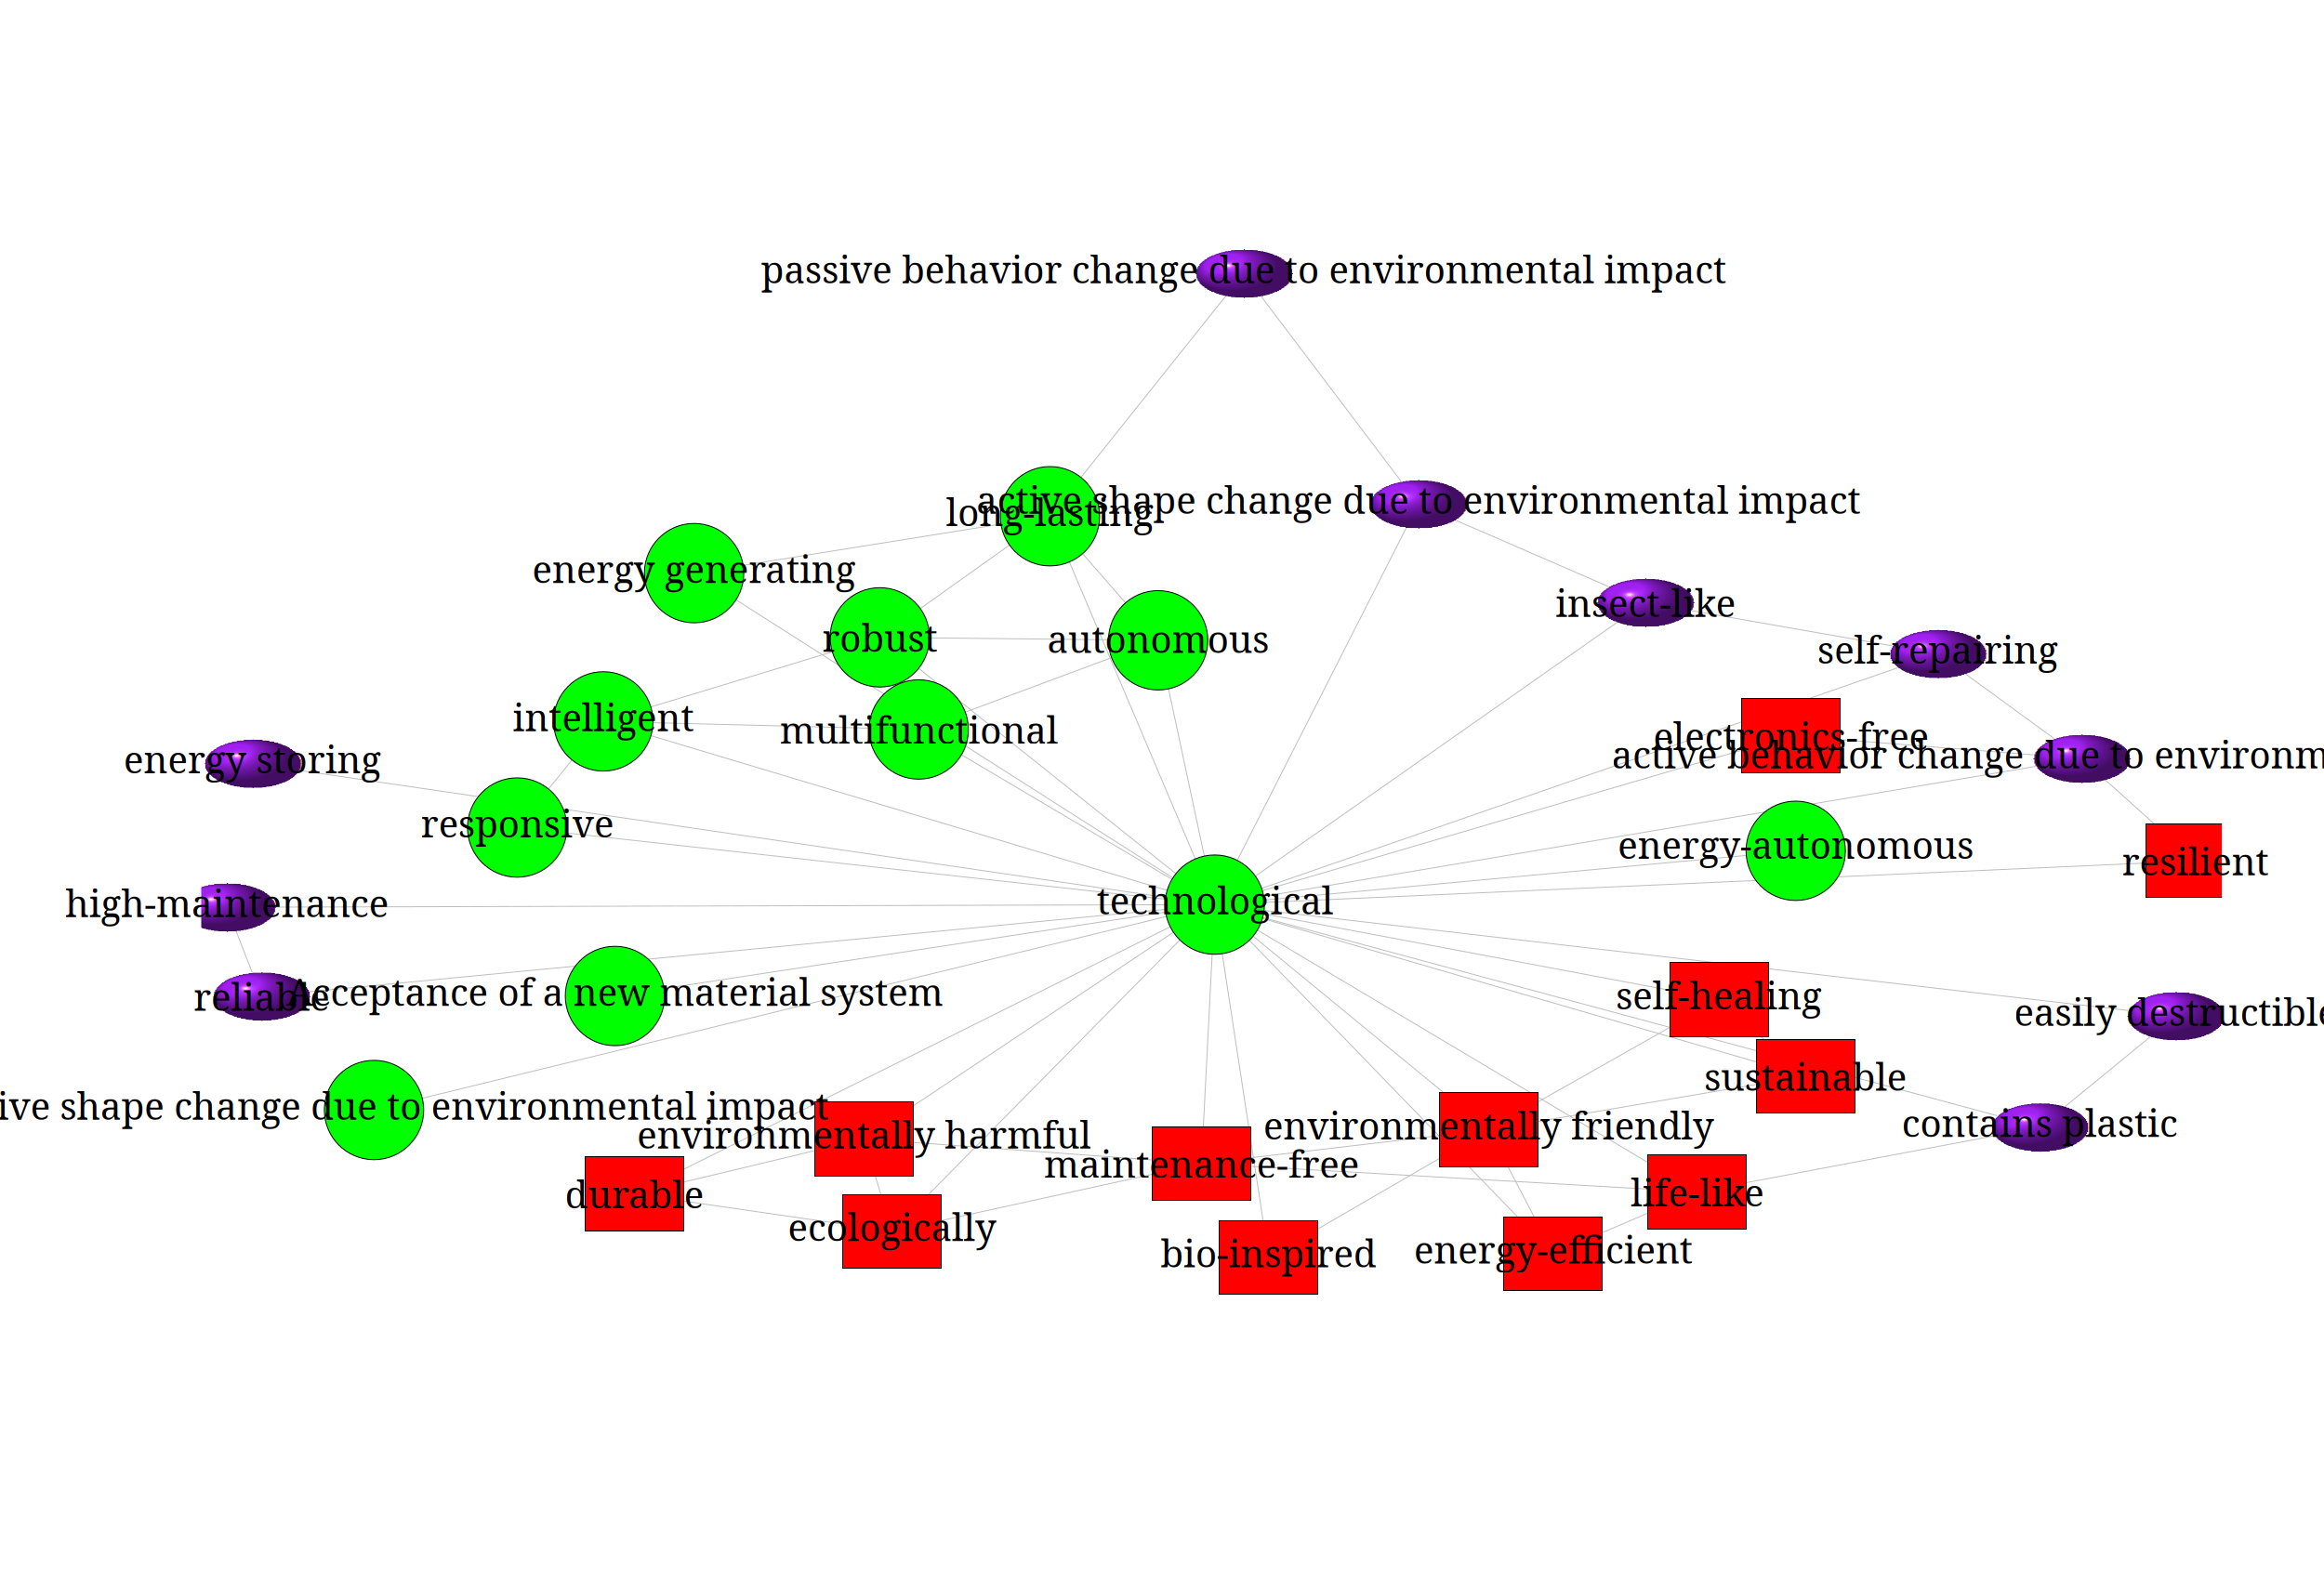 passive behavior change due to environmental impact
active shape change due to environmental impact
long-lasting
energy generating
insect-like
robust
autonomous
self-repairing
intelligent
multifunctional
electronics-free
active behavior change due to environm
energy storing
responsive
energy-autonomous
resilient
high-maintenance
technological
reliable
Acceptance of a new material system
self-healing
easily destructible
sustainable
ive shape change due to environmental impact
environmentally harmful
environmentally friendly
contains plastic
maintenance-free
durable
life-like
ecologically
bio-inspired
energy-efficient